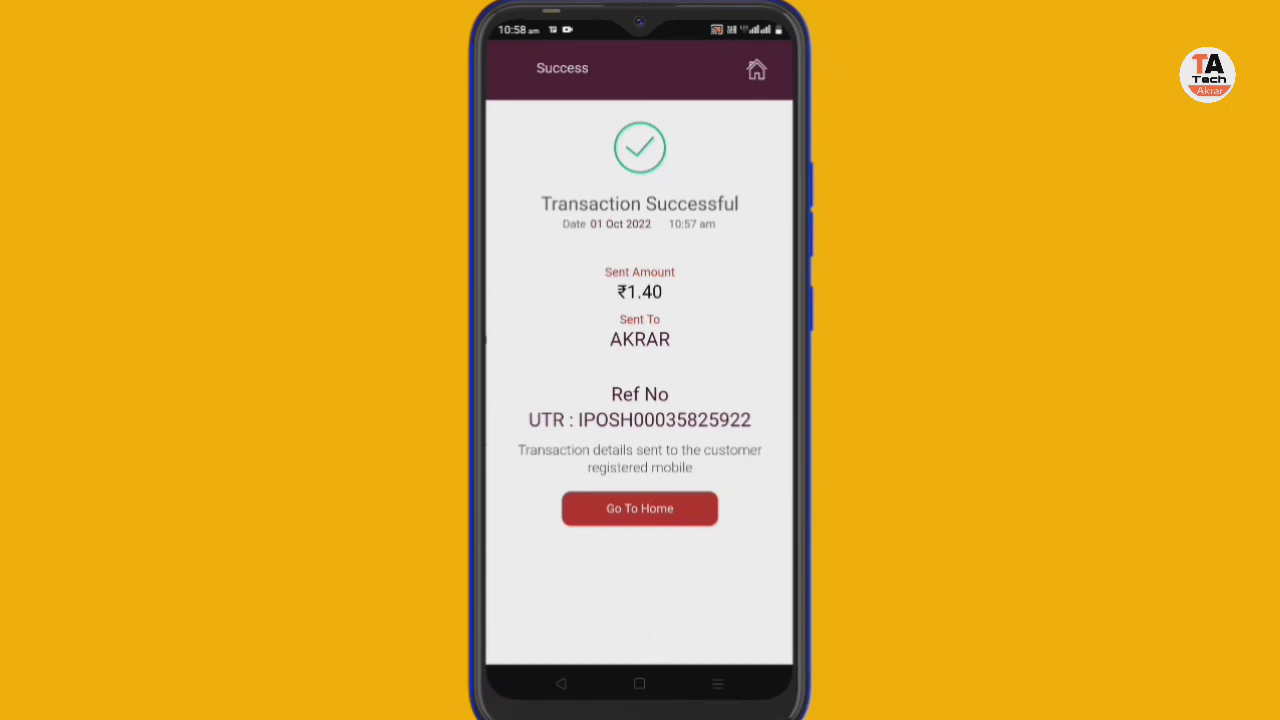 10:58 am
Success
TA
Tech
Akrar
Transaction Successful
Date 01 Oct 2022 10:57 am
Sent Amount
₹1.40
Sent To
AKRAR
Ref No
UTR : IPOSH00035825922
Transaction details sent to the customer
registered mobile
Go To Home